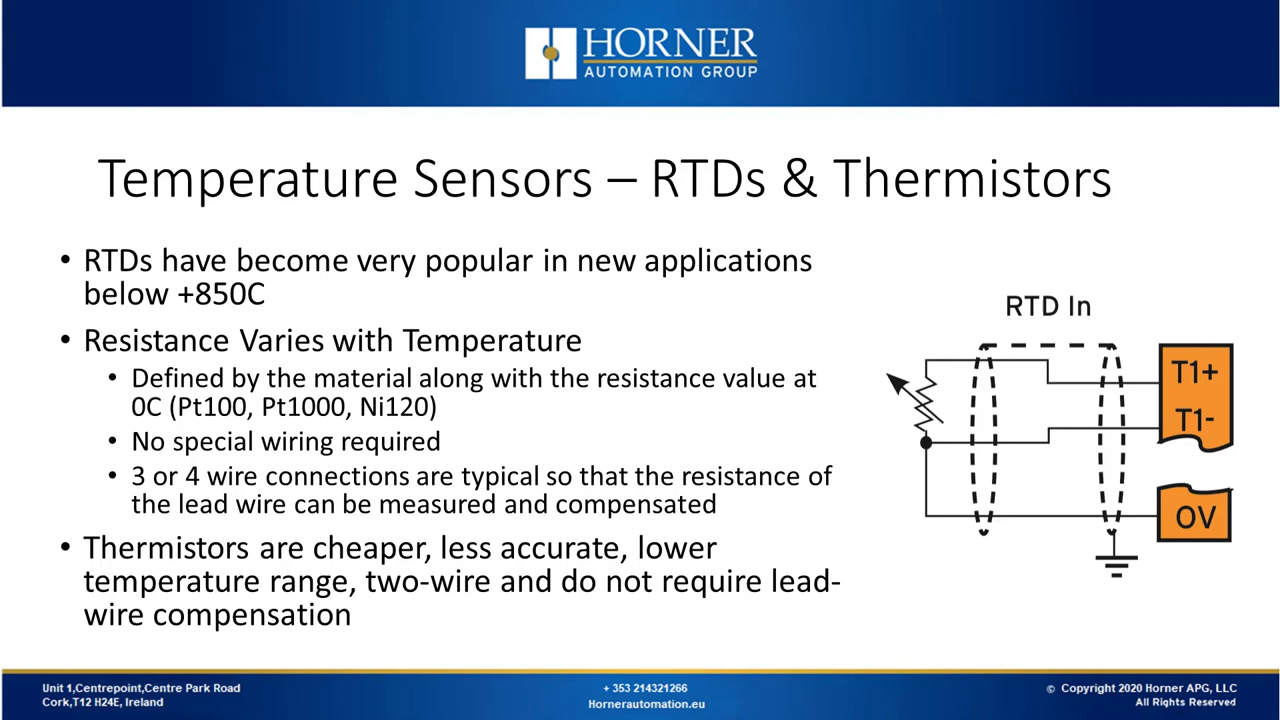 HORNER
AUTOMATION GROUP
Temperature Sensors – RTDs & Thermistors
• RTDs have become very popular in new applications
below +850C
• Resistance Varies with Temperature
• Defined by the material along with the resistance value at
0C (Pt100, Pt1000, Ni120)
• No special wiring required
• 3 or 4 wire connections are typical so that the resistance of
the lead wire can be measured and compensated
• Thermistors are cheaper, less accurate, lower
temperature range, two-wire and do not require lead-
wire compensation
RTD In
T1+
T1-
0V
Unit 1,Centrepoint,Centre Park Road
Cork,T12 H24E, Ireland
+ 353 214321266
Hornerautomation.eu
© Copyright 2020 Horner APG, LLC
All Rights Reserved